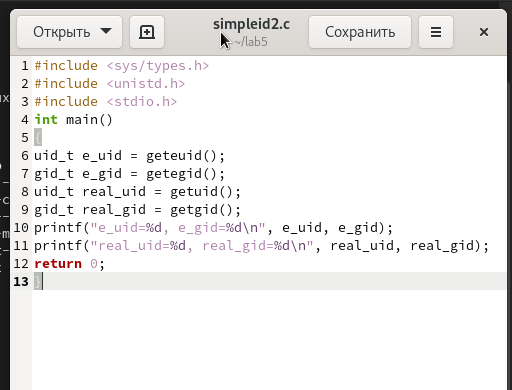 Открыть
simpleid2.c
~/lab5
Сохранить
1 #include <sys/types.h>
2 #include <unistd.h>
3 #include <stdio.h>
4 int main()
5 {
6 uid_t e_uid = geteuid();
7 gid_t e_gid = getegid();
8 uid_t real_uid = getuid();
9 gid_t real_gid = getgid();
10 printf("e_uid=%d, e_gid=%d\n", e_uid, e_gid);
11 printf("real_uid=%d, real_gid=%d\n", real_uid, real_gid);
12 return 0;
13 }